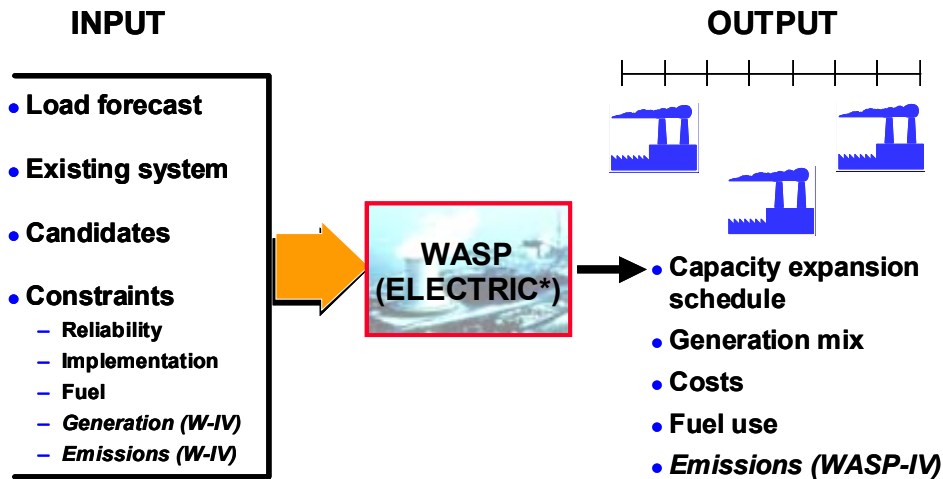 INPUT
• Load forecast
• Existing system
• Candidates
• Constraints
– Reliability
– Implementation
– Fuel
– Generation (W-IV)
– Emissions (W-IV)
WASP
(ELECTRIC*)
OUTPUT
• Capacity expansion
schedule
• Generation mix
• Costs
• Fuel use
• Emissions (WASP-IV)